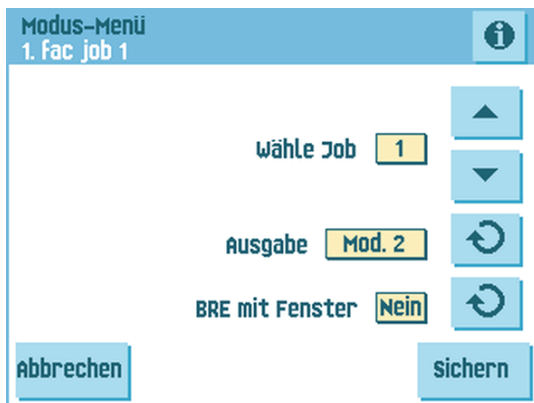 Modus-Menü
1. Fac job 1
Wähle Job 1
Ausgabe Mod. 2
BRE mit Fenster Nein
Abbrechen
Sichern